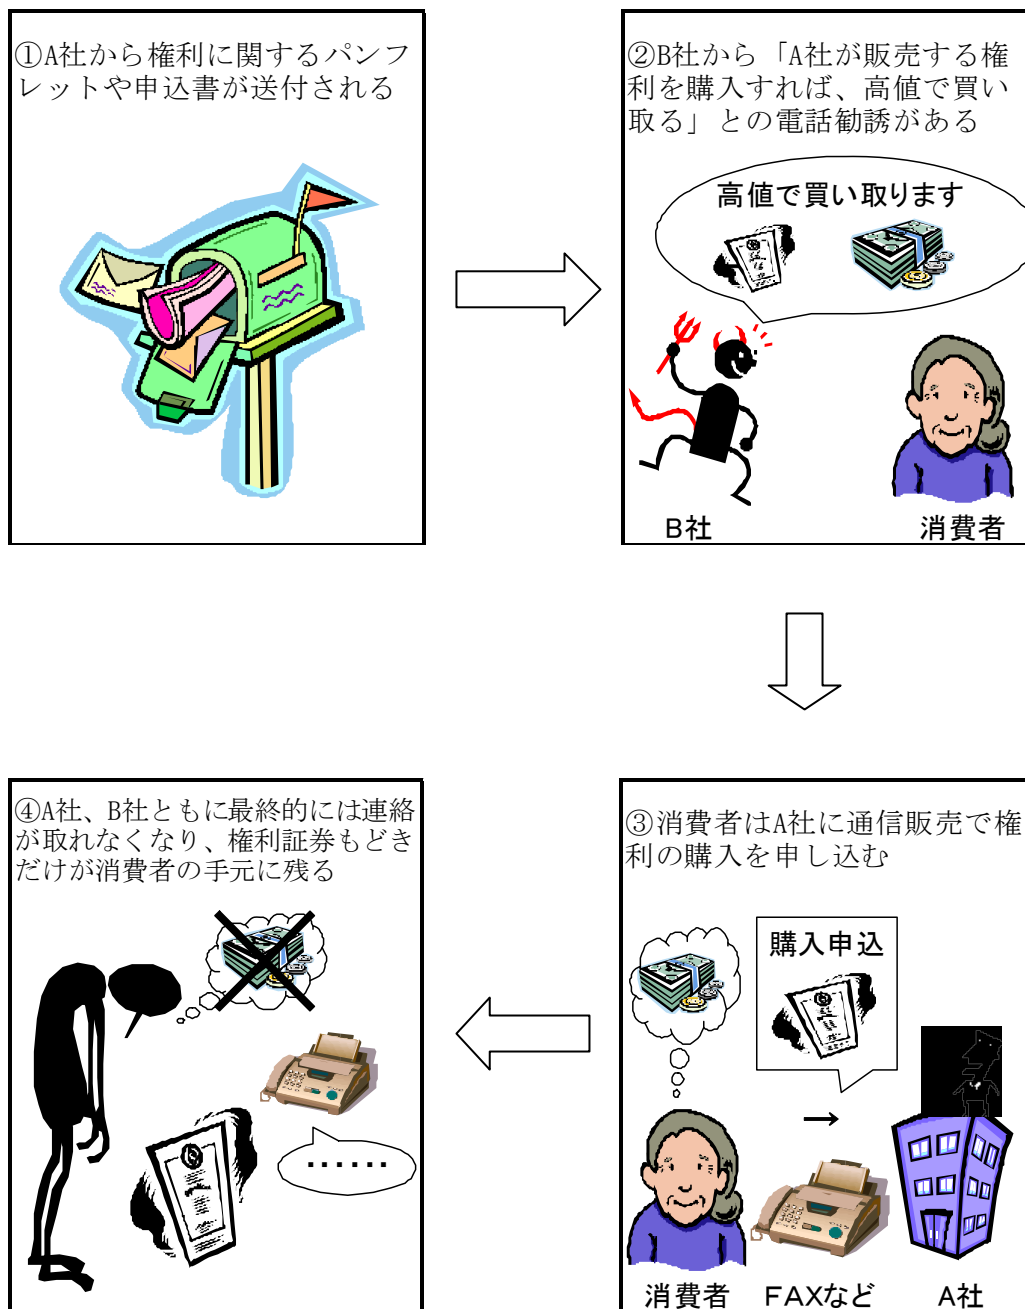 ①A社から権利に関するパンフ
レットや申込書が送付される
②B社から「A社が販売する権
利を購入すれば、高値で買い
取る」との電話勧誘がある
高値で買い取ります
B社
消費者
③消費者はA社に通信販売で権
利の購入を申し込む
購入申込
→
消費者
FAXなど
A社
④A社、B社ともに最終的には連絡
が取れなくなり、権利証券もどき
だけが消費者の手元に残る
・・・・・・